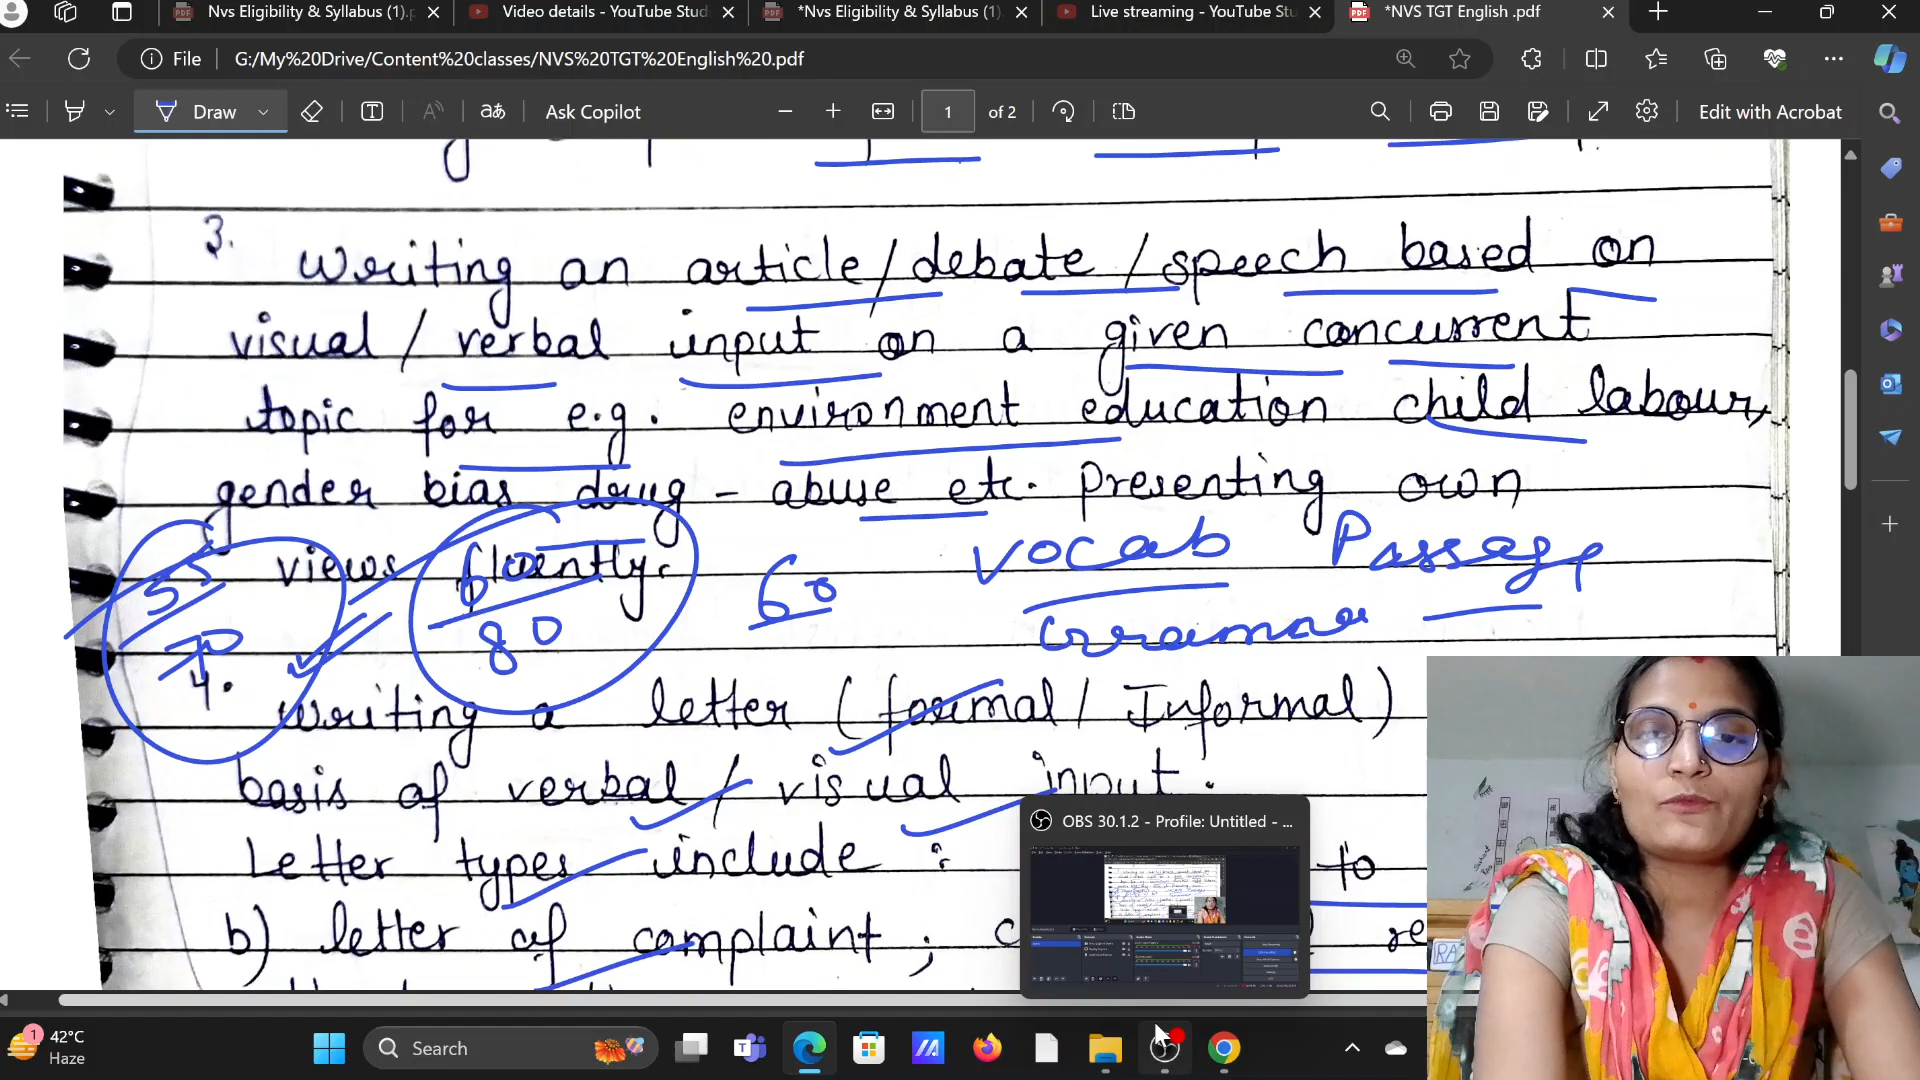 Nvs Eligibility & Syllabus (1).
Video details - YouTube Stud
*Nvs Eligibility & Syllabus (1)
Live streaming - YouTube Stu
*NVS TGT English .pdf
File
G:/My%20Drive/Content%20classes/NVS%20TGT%20English%20.pdf
Draw
Ask Copilot
1
of 2
Edit with Acrobat
3.
Writing an article/debate/speech based on
visual / verbal input on a given concurrent
topic for e.g. environment education child labour,
gender bias drug - abuse etc. Presenting own
views fluently.
55
70
60
80
60
vocab
Passage
Grammar
4.
Writing a letter (formal / Informal)
basis of verbal / visual input.
Letter types include :
to
b) letter of complaint ; c
re
OBS 30.1.2 - Profile: Untitled - ...
1
42°C
Haze
Search